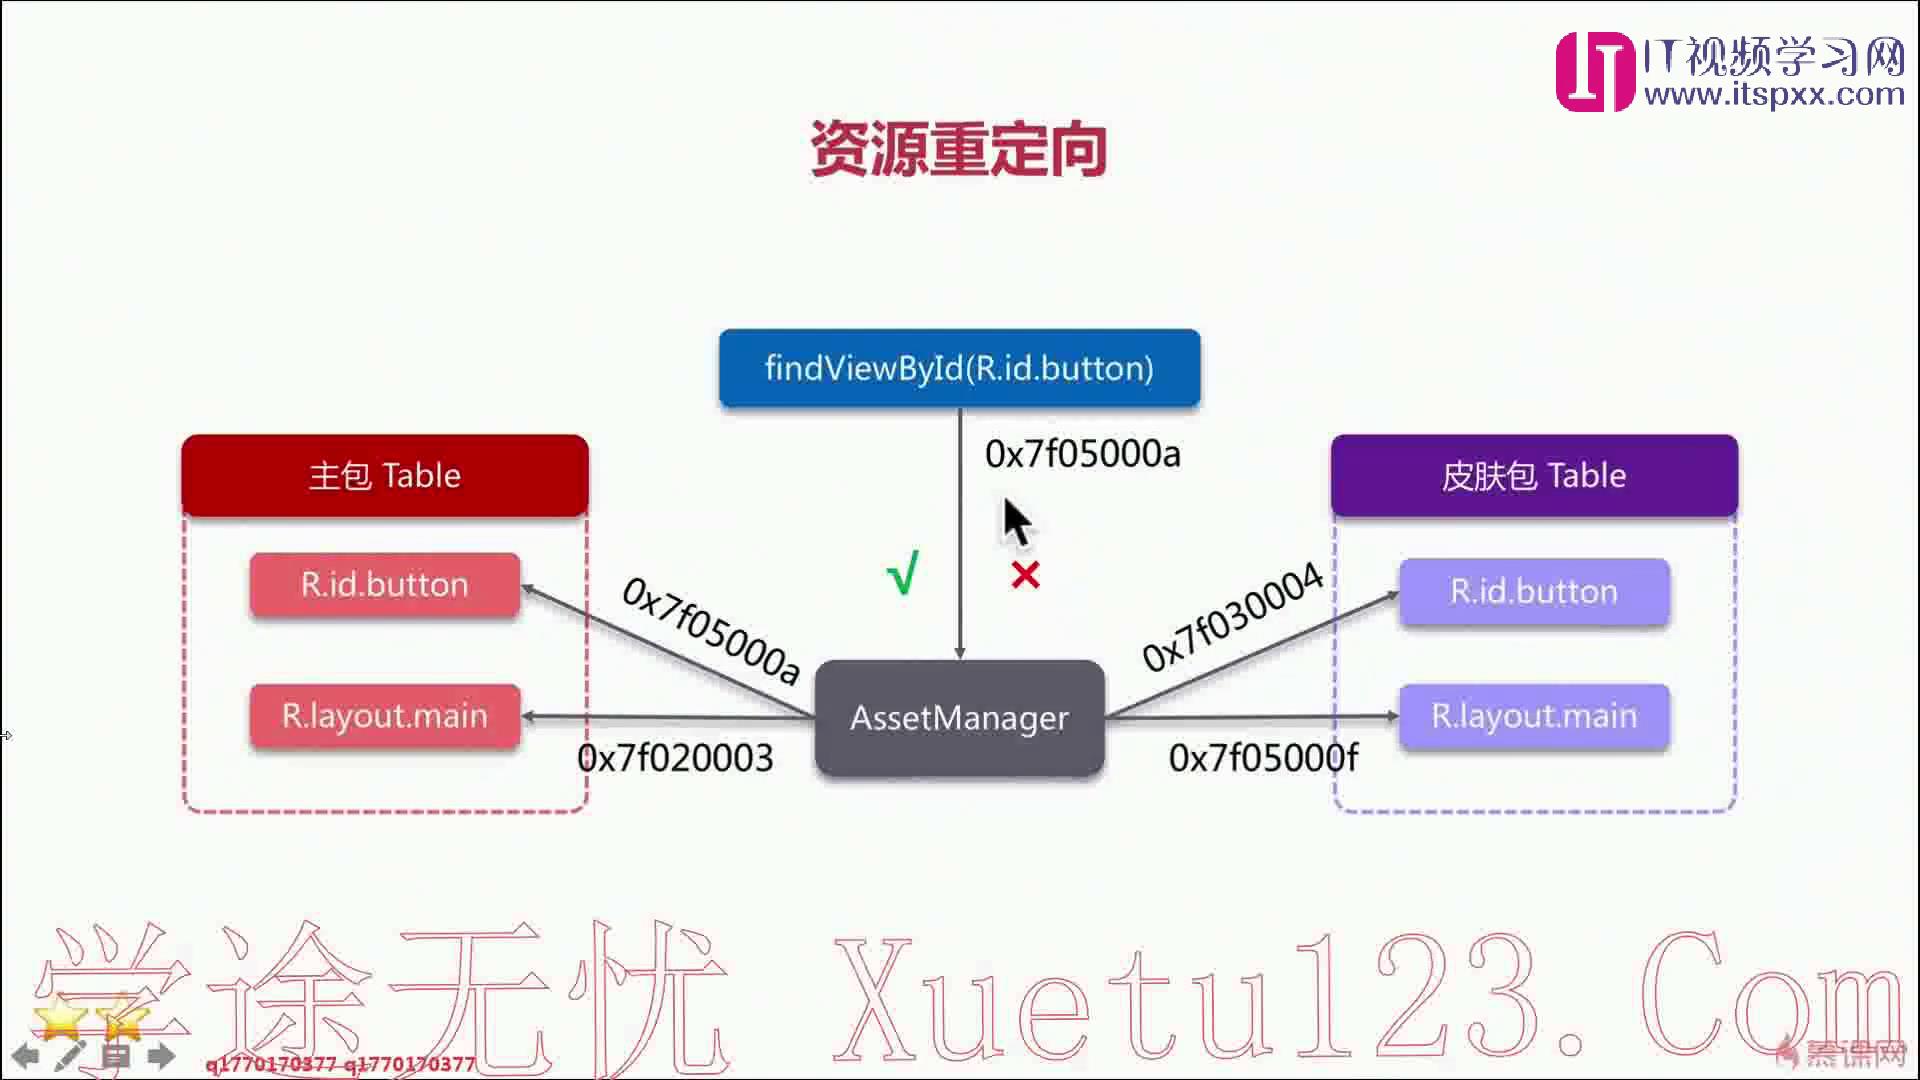 IT视频学习网
www.itspxx.com
资源重定向
findViewById(R.id.button)
0x7f05000a
主包 Table
皮肤包 Table
√
×
R.id.button
0x7f05000a
0x7f030004
R.id.button
R.layout.main
AssetManager
R.layout.main
0x7f020003
0x7f05000f
学途无忧 Xuetu123.Com
q1770170377 q1770170377
慕课网